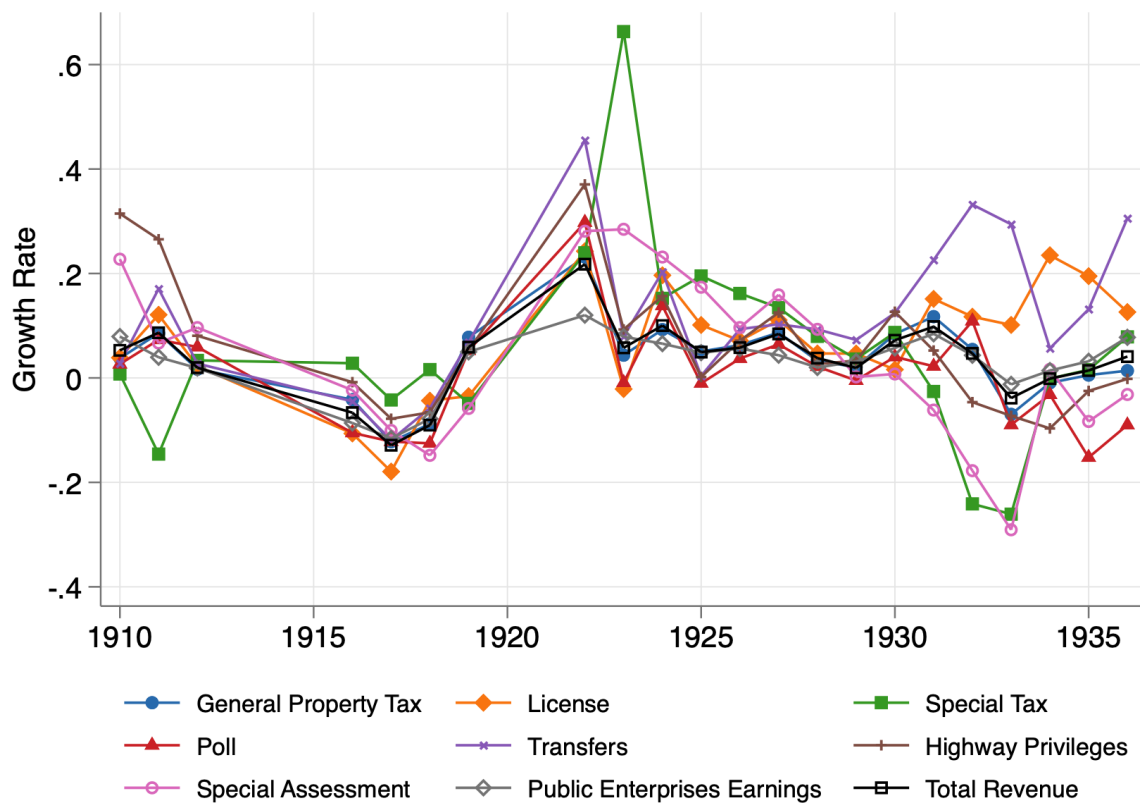 Growth Rate
.6
.4
.2
0
-.2
-.4
1910 1915 1920 1925 1930 1935
General Property Tax License Special Tax
Poll Transfers Highway Privileges
Special Assessment Public Enterprises Earnings Total Revenue